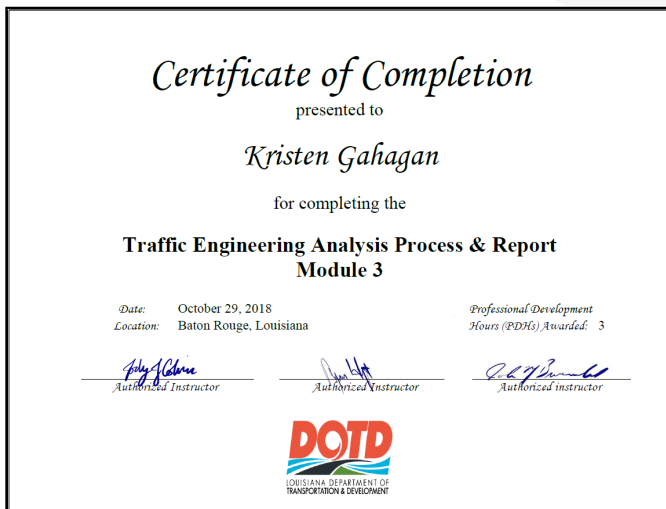 Certificate of Completion
presented to
Kristen Gahagan
for completing the
Traffic Engineering Analysis Process & Report
Module 3
Date: October 29, 2018
Location: Baton Rouge, Louisiana
Professional Development
Hours (PDHs) Awarded: 3
Authorized Instructor
Authorized Instructor
Authorized instructor
DOTD
LOUISIANA DEPARTMENT OF
TRANSPORTATION & DEVELOPMENT